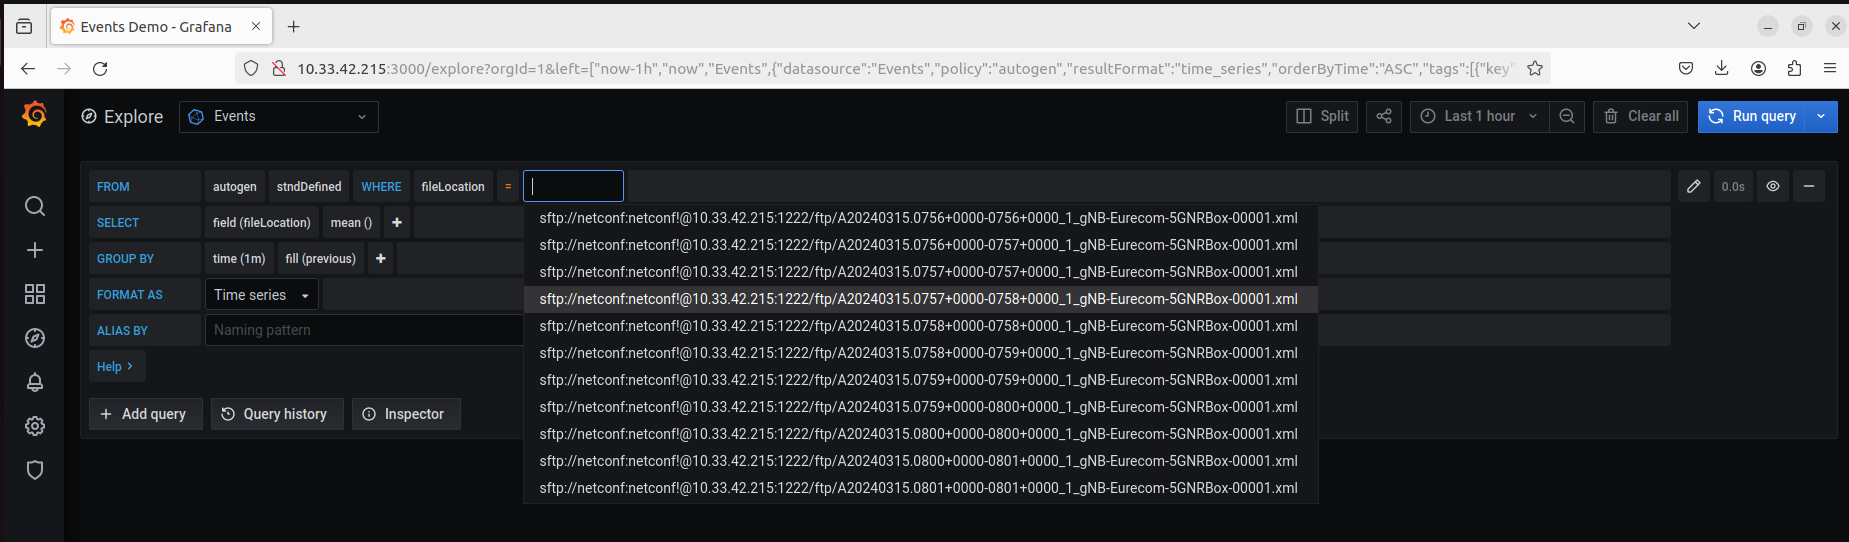 Events Demo - Grafana
10.33.42.215:3000/explore?orgId=1&left=["now-1h","now","Events",{"datasource":"Events","policy":"autogen","resultFormat":"time_series","orderByTime":"ASC","tags":[{"key"
Explore Events Split Last 1 hour Clear all Run query
FROM autogen stndDefined WHERE fileLocation = 0.0s
SELECT field (fileLocation) mean ()
GROUP BY time (1m) fill (previous)
FORMAT AS Time series
ALIAS BY Naming pattern
Help
Add query Query history Inspector
sftp://netconf:netconf!@10.33.42.215:1222/ftp/A20240315.0756+0000-0756+0000_1_gNB-Eurecom-5GNRBox-00001.xml
sftp://netconf:netconf!@10.33.42.215:1222/ftp/A20240315.0756+0000-0757+0000_1_gNB-Eurecom-5GNRBox-00001.xml
sftp://netconf:netconf!@10.33.42.215:1222/ftp/A20240315.0757+0000-0757+0000_1_gNB-Eurecom-5GNRBox-00001.xml
sftp://netconf:netconf!@10.33.42.215:1222/ftp/A20240315.0757+0000-0758+0000_1_gNB-Eurecom-5GNRBox-00001.xml
sftp://netconf:netconf!@10.33.42.215:1222/ftp/A20240315.0758+0000-0758+0000_1_gNB-Eurecom-5GNRBox-00001.xml
sftp://netconf:netconf!@10.33.42.215:1222/ftp/A20240315.0758+0000-0759+0000_1_gNB-Eurecom-5GNRBox-00001.xml
sftp://netconf:netconf!@10.33.42.215:1222/ftp/A20240315.0759+0000-0759+0000_1_gNB-Eurecom-5GNRBox-00001.xml
sftp://netconf:netconf!@10.33.42.215:1222/ftp/A20240315.0759+0000-0800+0000_1_gNB-Eurecom-5GNRBox-00001.xml
sftp://netconf:netconf!@10.33.42.215:1222/ftp/A20240315.0800+0000-0800+0000_1_gNB-Eurecom-5GNRBox-00001.xml
sftp://netconf:netconf!@10.33.42.215:1222/ftp/A20240315.0800+0000-0801+0000_1_gNB-Eurecom-5GNRBox-00001.xml
sftp://netconf:netconf!@10.33.42.215:1222/ftp/A20240315.0801+0000-0801+0000_1_gNB-Eurecom-5GNRBox-00001.xml